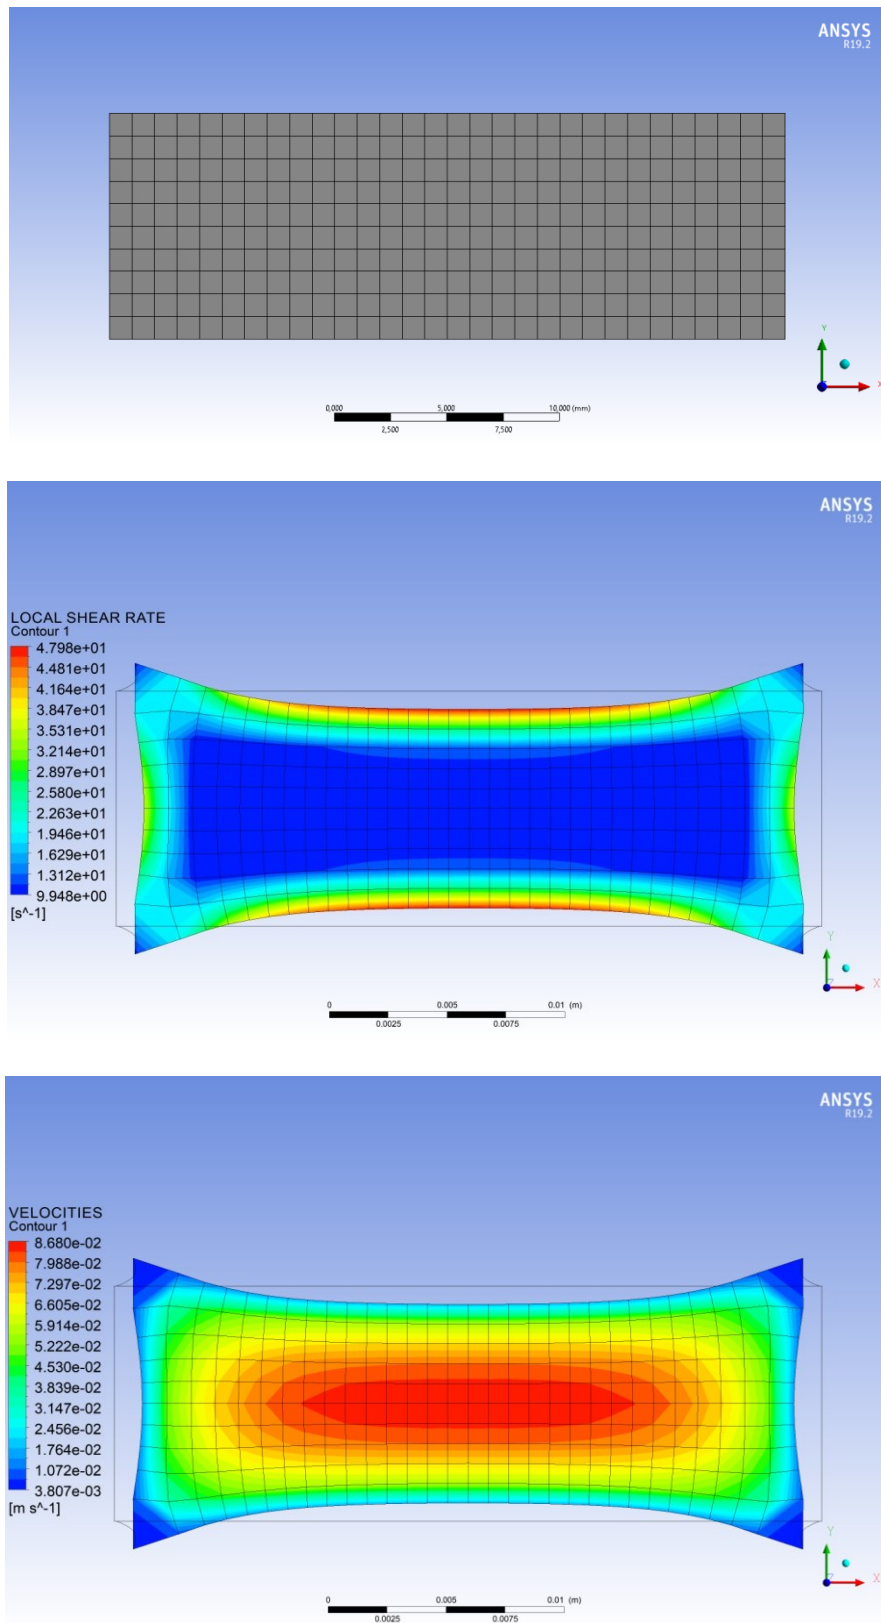 ANSYS
R19.2
Y
X
0,000 5,000 10,000 (mm)
2,500 7,500
ANSYS
R19.2
LOCAL SHEAR RATE
Contour 1
4.798e+01
4.481e+01
4.164e+01
3.847e+01
3.531e+01
3.214e+01
2.897e+01
2.580e+01
2.263e+01
1.946e+01
1.629e+01
1.312e+01
9.948e+00
[s^-1]
Y
X
0 0.005 0.01 (m)
0.0025 0.0075
ANSYS
R19.2
VELOCITIES
Contour 1
8.680e-02
7.988e-02
7.297e-02
6.605e-02
5.914e-02
5.222e-02
4.530e-02
3.839e-02
3.147e-02
2.456e-02
1.764e-02
1.072e-02
3.807e-03
[m s^-1]
Y
X
0 0.005 0.01 (m)
0.0025 0.0075